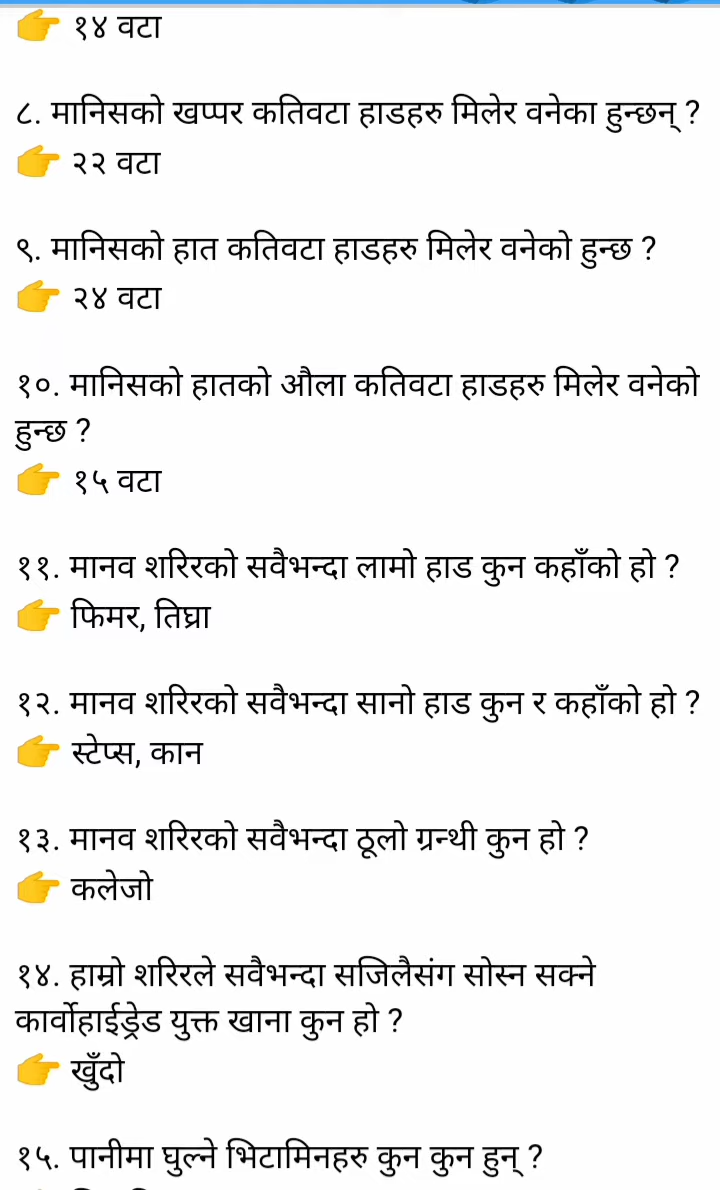 👉 १४ वटा
८. मानिसको खप्पर कतिवटा हाडहरु मिलेर वनेका हुन्छन् ?
👉 २२ वटा
९. मानिसको हात कतिवटा हाडहरु मिलेर वनेको हुन्छ ?
👉 २४ वटा
१०. मानिसको हातको औला कतिवटा हाडहरु मिलेर वनेको
हुन्छ ?
👉 १५ वटा
११. मानव शरिरको सवैभन्दा लामो हाड कुन कहाँको हो ?
👉 फिमर, तिघ्रा
१२. मानव शरिरको सवैभन्दा सानो हाड कुन र कहाँको हो ?
👉 स्टेप्स, कान
१३. मानव शरिरको सवैभन्दा ठूलो ग्रन्थी कुन हो ?
👉 कलेजो
१४. हाम्रो शरिरले सवैभन्दा सजिलैसंग सोस्न सक्ने
कार्वोहाईड्रेड युक्त खाना कुन हो ?
👉 खुँदो
१५. पानीमा घुल्ने भिटामिनहरु कुन कुन हुन् ?